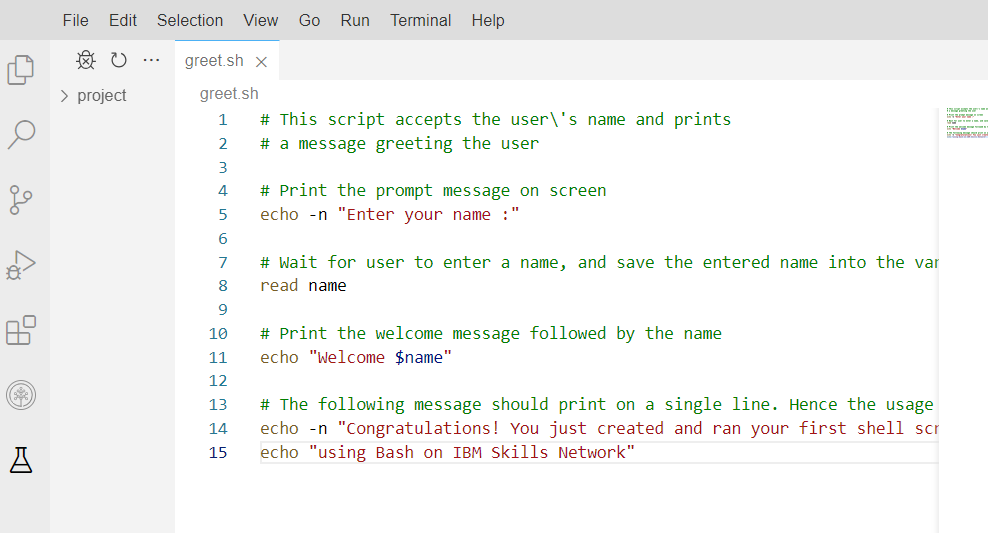 File Edit Selection View Go Run Terminal Help
greet.sh
project
greet.sh
1 # This script accepts the user\'s name and prints
2 # a message greeting the user
3
4 # Print the prompt message on screen
5 echo -n "Enter your name :"
6
7 # Wait for user to enter a name, and save the entered name into the var
8 read name
9
10 # Print the welcome message followed by the name
11 echo "Welcome $name"
12
13 # The following message should print on a single line. Hence the usage
14 echo -n "Congratulations! You just created and ran your first shell scr
15 echo "using Bash on IBM Skills Network"